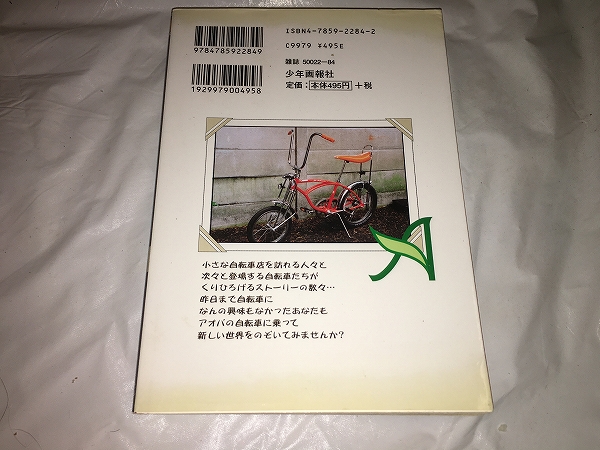 ISBN4-7859-2284-2
9784785922849
C9979 ¥495E
雑誌 50022-84
少年画報社
1929979004958
定価:本体495円+税
小さな自転車店を訪れる人々と
次々と登場する自転車たちが
くりひろげるストーリーの数々…
昨日まで自転車に
なんの興味もなかったあなたも
アオバの自転車に乗って
新しい世界をのぞいてみませんか?